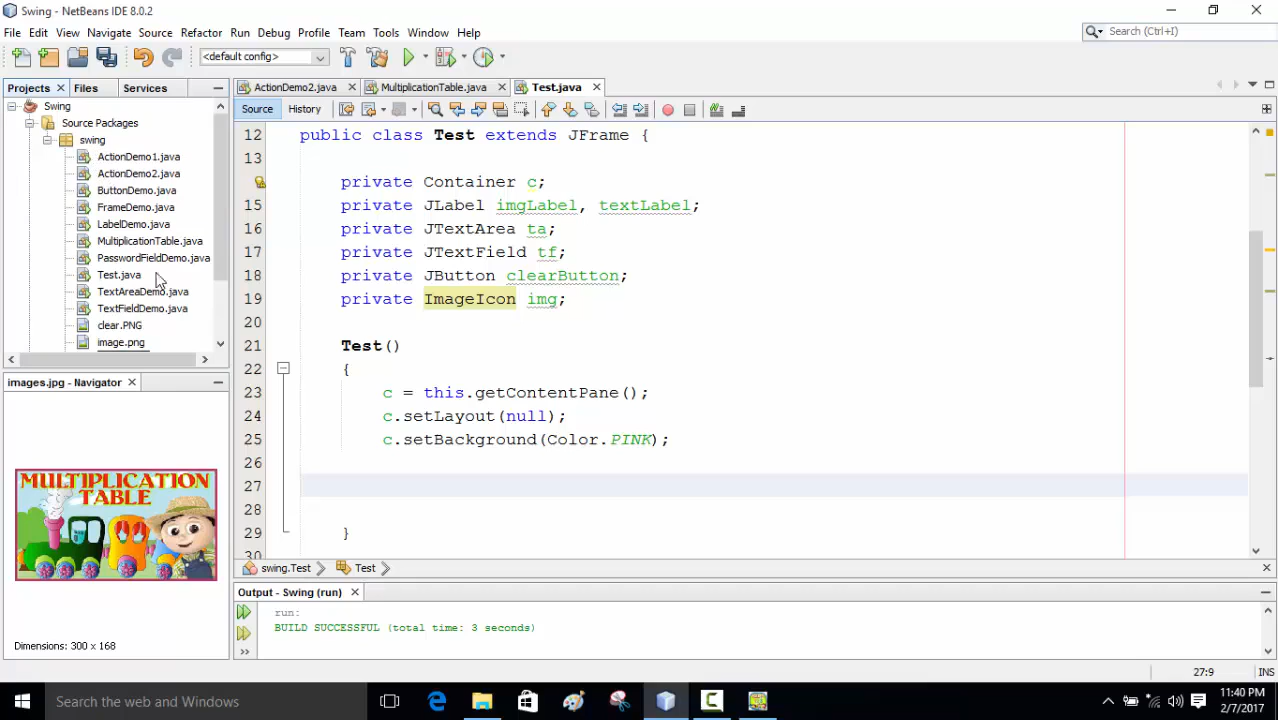 Swing - NetBeans IDE 8.0.2
File Edit View Navigate Source Refactor Run Debug Profile Team Tools Window Help
Search (Ctrl+I)
<default config>
Projects Files Services
ActionDemo2.java MultiplicationTable.java Test.java
Source History
Swing
Source Packages
swing
ActionDemo1.java
ActionDemo2.java
ButtonDemo.java
FrameDemo.java
LabelDemo.java
MultiplicationTable.java
PasswordFieldDemo.java
Test.java
TextAreaDemo.java
TextFieldDemo.java
clear.PNG
image.png
images.jpg - Navigator
MULTIPLICATION
TABLE
Dimensions: 300 x 168
12 public class Test extends JFrame {
13
private Container c;
15 private JLabel imgLabel, textLabel;
16 private JTextArea ta;
17 private JTextField tf;
18 private JButton clearButton;
19 private ImageIcon img;
20
21 Test()
22 {
23 c = this.getContentPane();
24 c.setLayout(null);
25 c.setBackground(Color.PINK);
26
27
28
29 }
30
swing.Test Test
Output - Swing (run)
run:
BUILD SUCCESSFUL (total time: 3 seconds)
27:9 INS
Search the web and Windows
11:40 PM
2/7/2017